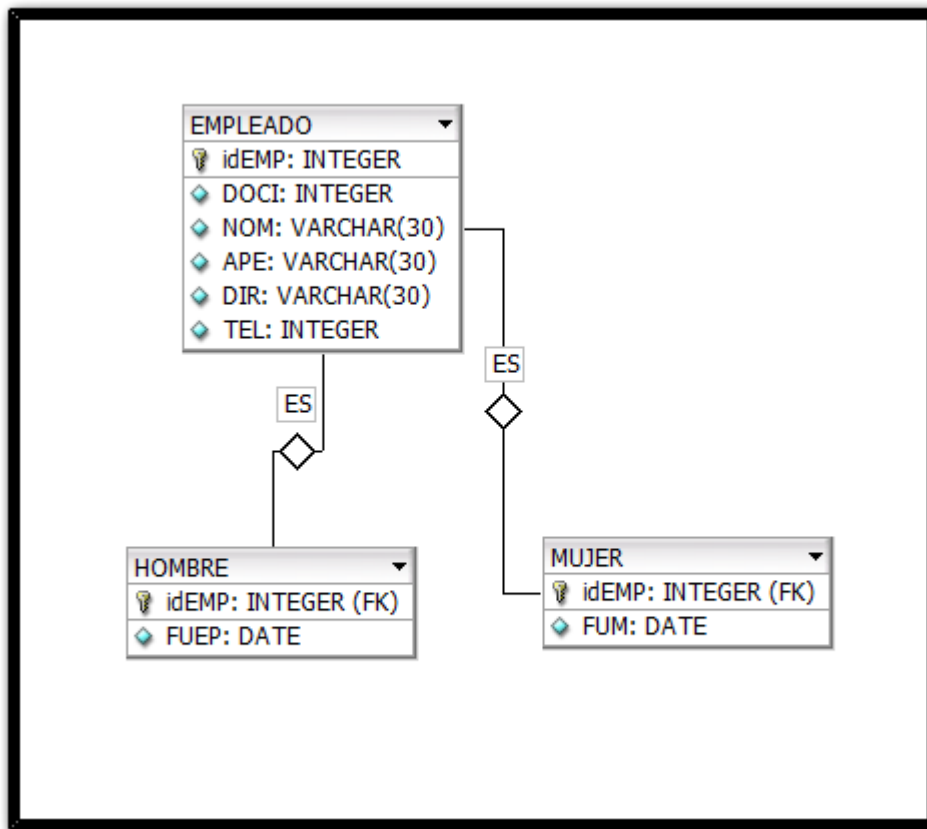 EMPLEADO
idEMP: INTEGER
DOCI: INTEGER
NOM: VARCHAR(30)
APE: VARCHAR(30)
DIR: VARCHAR(30)
TEL: INTEGER
ES
ES
HOMBRE
idEMP: INTEGER (FK)
FUEP: DATE
MUJER
idEMP: INTEGER (FK)
FUM: DATE